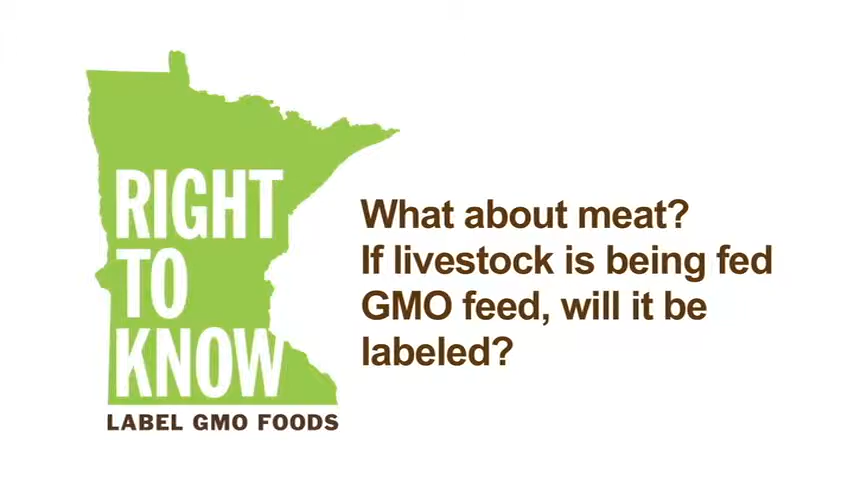 RIGHT
TO
KNOW
LABEL GMO FOODS
What about meat?
If livestock is being fed
GMO feed, will it be
labeled?